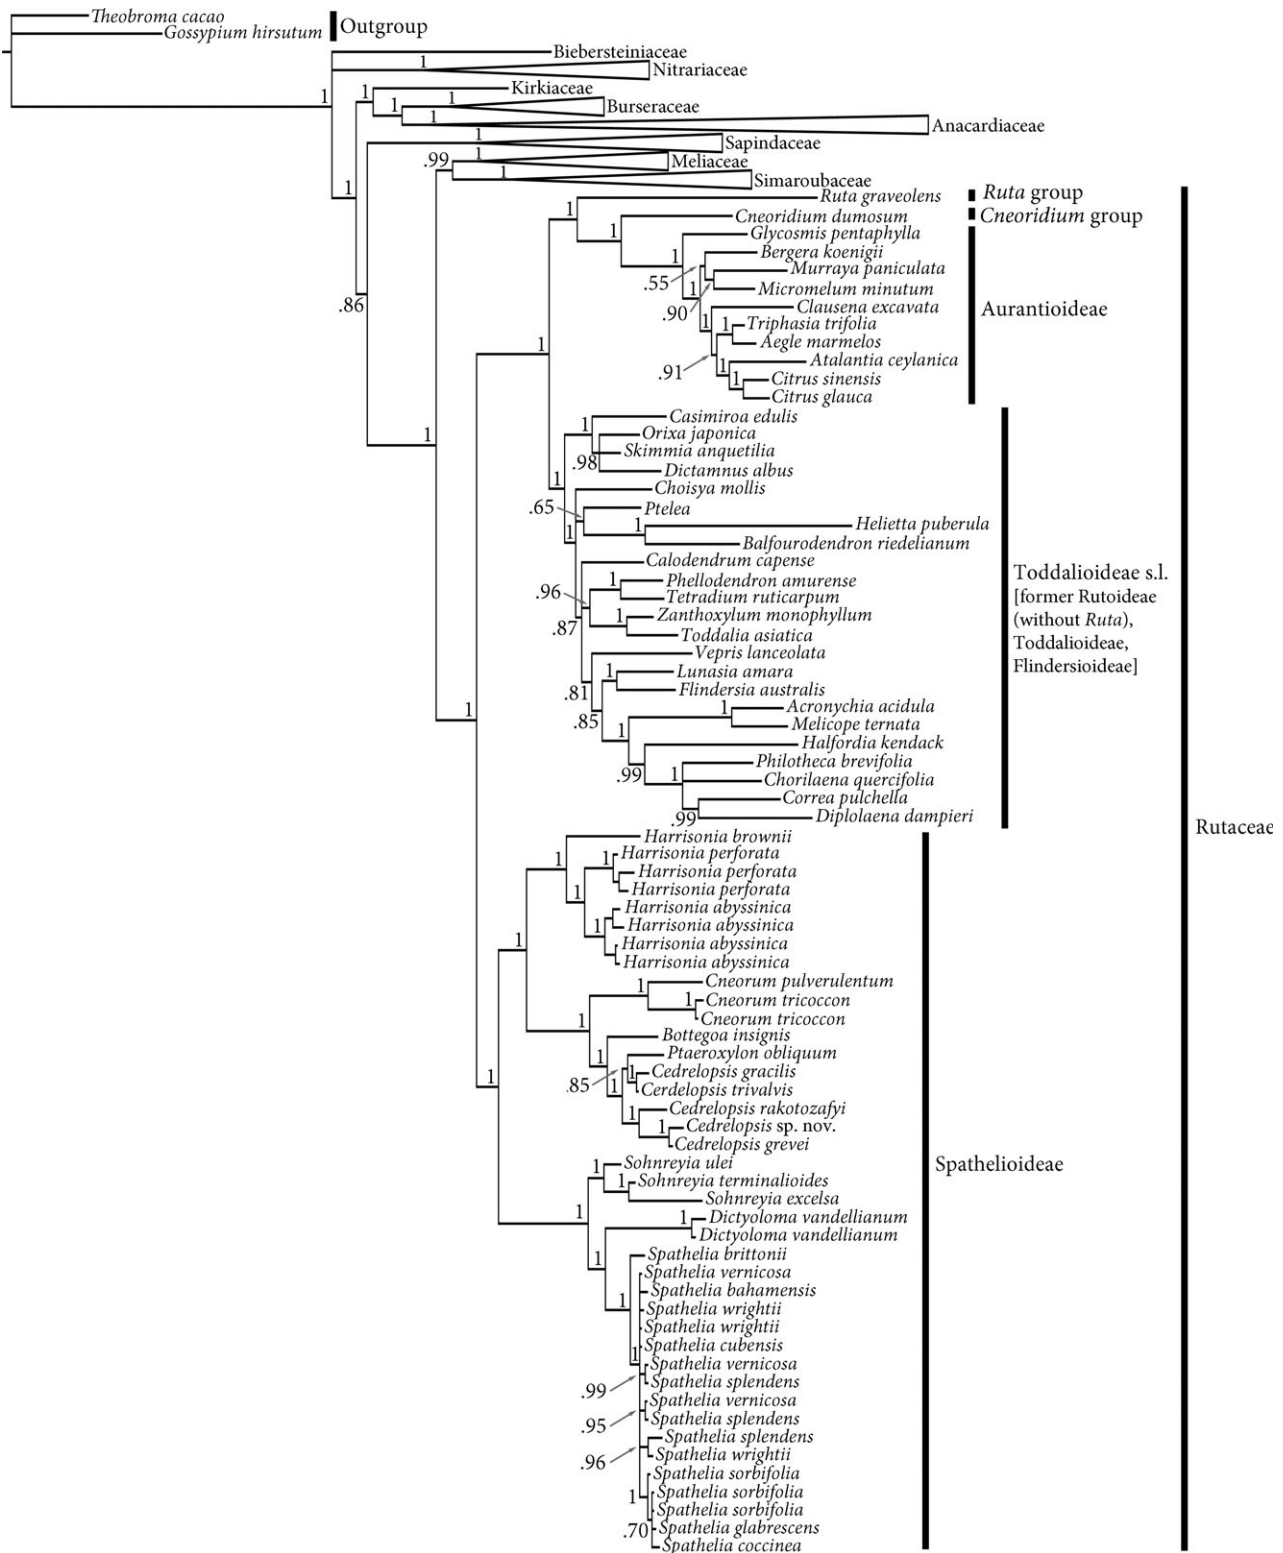 Theobroma cacao
Gossypium hirsutum
Outgroup
Biebersteiniaceae
1
Nitrariaceae
1
1
Kirkiaceae
1
1
Burseraceae
1
Anacardiaceae
1
Sapindaceae
.99
1
Meliaceae
1
1
Simaroubaceae
Ruta graveolens
Ruta group
1
Cneoridium dumosum
Cneoridium group
1
Glycosmis pentaphylla
1
Bergera koenigii
.55
Murraya paniculata
1
Micromelum minutum
.86
.90
Clausena excavata
Aurantioideae
1
1
Triphasia trifolia
1
Aegle marmelos
.91
1
Atalantia ceylanica
1
Citrus sinensis
Citrus glauca
1
Casimiroa edulis
1
Orixa japonica
.98
Skimmia anquetilia
Dictamnus albus
1
Choisya mollis
.65
Ptelea
1
1
Helietta puberula
Balfourodendron riedelianum
Calodendrum capense
Toddalioideae s.l.
[former Rutoideae
(without Ruta),
Toddalioideae,
Flindersioideae]
.96
1
Phellodendron amurense
Tetradium ruticarpum
.87
1
Zanthoxylum monophyllum
Toddalia asiatica
Vepris lanceolata
.81
1
Lunasia amara
Flindersia australis
1
.85
1
Acronychia acidula
1
Melicope ternata
Halfordia kendack
.99
1
Philotheca brevifolia
Chorilaena quercifolia
Correa pulchella
.99
Diplolaena dampieri
Rutaceae
Harrisonia brownii
1
1
Harrisonia perforata
Harrisonia perforata
1
Harrisonia perforata
Harrisonia abyssinica
1
Harrisonia abyssinica
1
Harrisonia abyssinica
Harrisonia abyssinica
1
Cneorum pulverulentum
1
Cneorum tricoccon
1
Cneorum tricoccon
Bottegoa insignis
1
Ptaeroxylon obliquum
1
.85
1
Cedrelopsis gracilis
1
Cerdelopsis trivalvis
1
Cedrelopsis rakotozafyi
1
Cedrelopsis sp. nov.
Cedrelopsis grevei
1
Sohnreyia ulei
Spathelioideae
1
Sohnreyia terminalioides
Sohnreyia excelsa
1
1
Dictyoloma vandellianum
Dictyoloma vandellianum
1
Spathelia brittonii
Spathelia vernicosa
Spathelia bahamensis
1
Spathelia wrightii
Spathelia wrightii
Spathelia cubensis
1
Spathelia vernicosa
.99
Spathelia splendens
Spathelia vernicosa
.95
Spathelia splendens
Spathelia splendens
.96
Spathelia wrightii
Spathelia sorbifolia
1
Spathelia sorbifolia
Spathelia sorbifolia
.70
Spathelia glabrescens
Spathelia coccinea